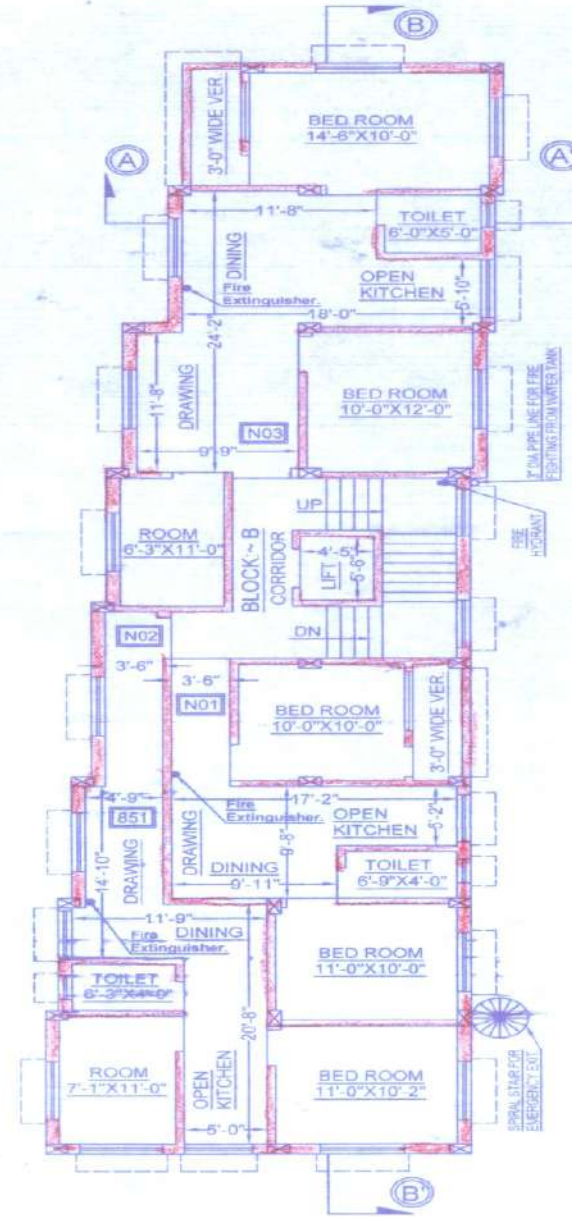 B
3'-0" WIDE VER.
BED ROOM
14'-6"X10'-0"
A
A'
11'-8"
TOILET
6'-0"X5'-0"
DINING
OPEN
KITCHEN
5'-10"
Fire
Extinguisher.
18'-0"
24'-2"
11'-8"
DRAWING
BED ROOM
10'-0"X12'-0"
N03
9'-9"
3" DIA PIPE LINE FOR FIRE
FIGHTING FROM WATER TANK
FIRE
HYDRANT
UP
ROOM
6'-3"X11'-0"
BLOCK ~ B
CORRIDOR
4'-5"
LIFT
5'-6"
DN
N02
3'-6"
3'-6"
N01
BED ROOM
10'-0"X10'-0"
3'-0" WIDE VER.
4'-9"
17'-2"
851
Fire
Extinguisher.
OPEN
KITCHEN
6'-2"
DRAWING
DRAWING
9'-8"
14'-10"
DINING
9'-11"
TOILET
6'-9"X4'-0"
11'-9"
Fire
Extinguisher.
DINING
BED ROOM
11'-0"X10'-0"
TOILET
6'-3"X4'-0"
20'-8"
ROOM
7'-1"X11'-0"
OPEN
KITCHEN
5'-0"
BED ROOM
11'-0"X10'-2"
SPIRAL STAIR FOR
EMERGENCY EXIT
B'